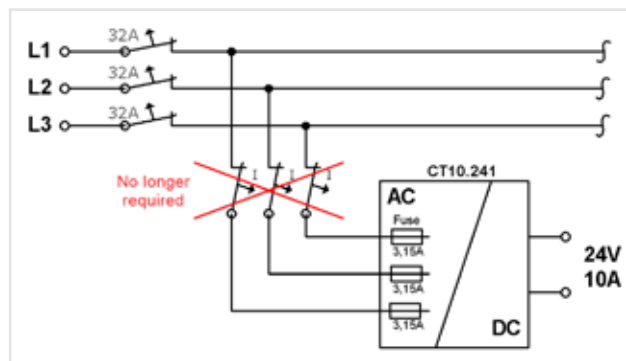 32A
L1
32A
L2
32A
L3
I
I
I
No longer
required
CT10.241
AC
Fuse
3,15A
3,15A
3,15A
24V
10A
DC